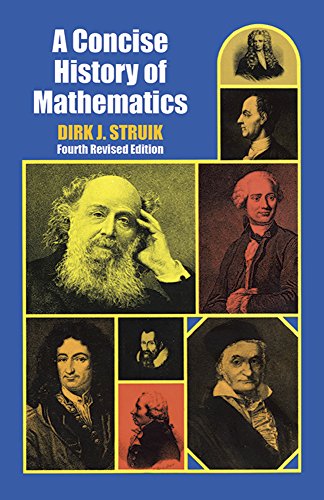 A Concise
History of
Mathematics
DIRK J. STRUIK
Fourth Revised Edition